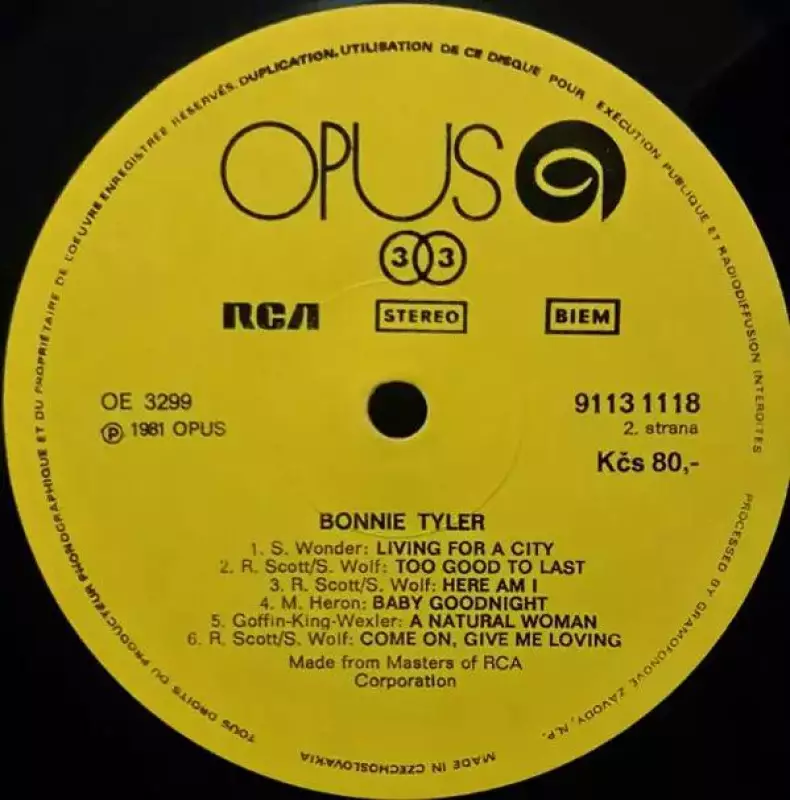 TOUS DROITS DU PRODUCTEUR PHONOGRAPHIQUE ET DU PROPRIÉTAIRE DE L'OEUVRE ENREGISTRÉE RÉSERVÉS. DUPLICATION, UTILISATION DE CE DISQUE POUR EXÉCUTION PUBLIQUE ET RADIODIFFUSION INTERDITES
OPUS
33
RCA STEREO BIEM
OE 3299
Ⓟ 1981 OPUS
9113 1118
2. strana
Kčs 80,-
BONNIE TYLER
1. S. Wonder: LIVING FOR A CITY
2. R. Scott/S. Wolf: TOO GOOD TO LAST
3. R. Scott/S. Wolf: HERE AM I
4. M. Heron: BABY GOODNIGHT
5. Goffin-King-Wexler: A NATURAL WOMAN
6. R. Scott/S. Wolf: COME ON, GIVE ME LOVING
Made from Masters of RCA
Corporation
PROCESSED BY GRAMOFONOVÉ ZÁVODY, N.P.
MADE IN CZECHOSLOVAKIA